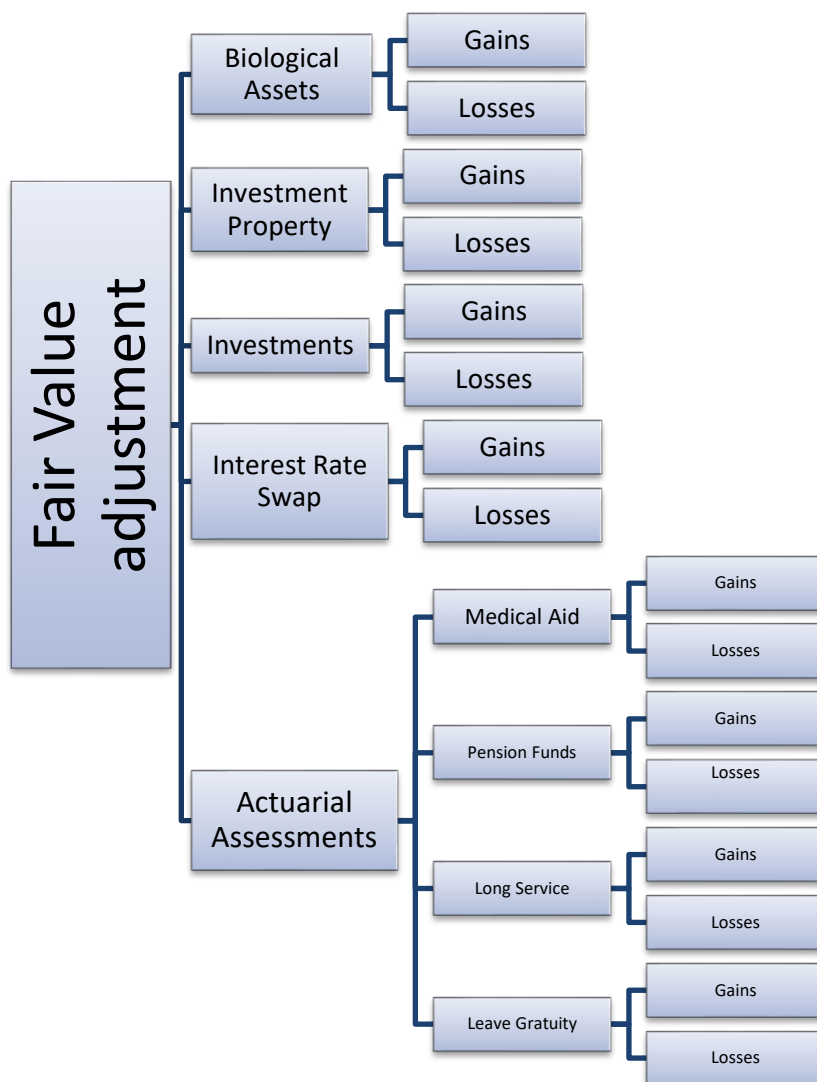 Fair Value
adjustment
Biological
Assets
Gains
Losses
Investment
Property
Gains
Losses
Investments
Gains
Losses
Interest Rate
Swap
Gains
Losses
Actuarial
Assessments
Medical Aid
Gains
Losses
Pension Funds
Gains
Losses
Long Service
Gains
Losses
Leave Gratuity
Gains
Losses